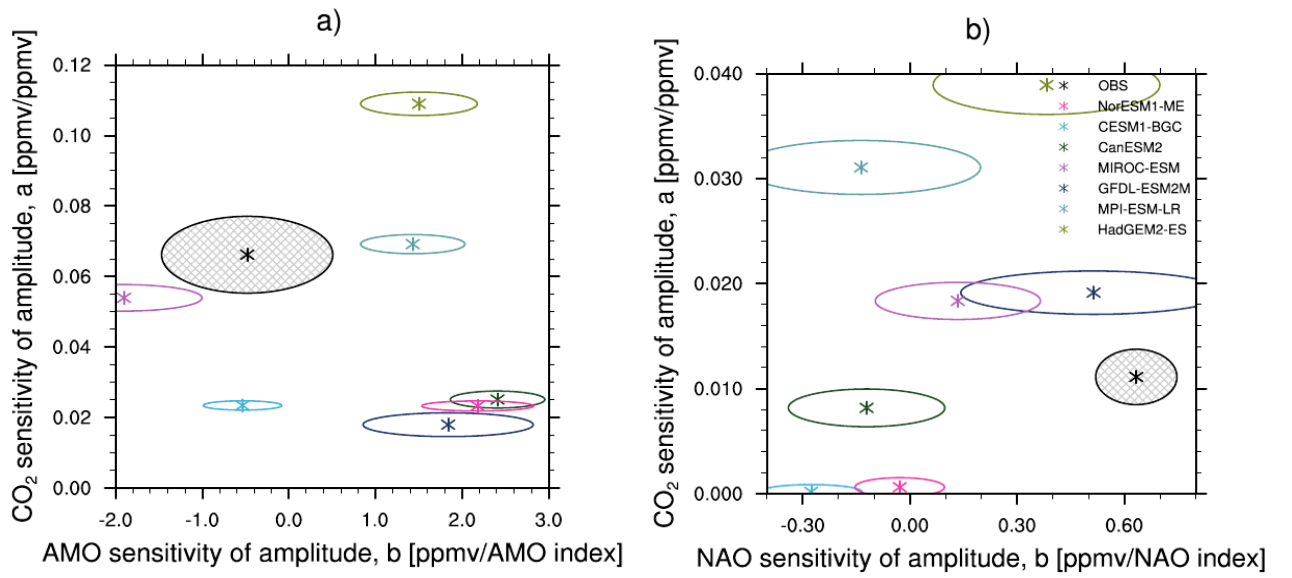 a)
CO2 sensitivity of amplitude, a [ppmv/ppmv]
0.12
0.10
0.08
0.06
0.04
0.02
0.00
-2.0 -1.0 0.0 1.0 2.0 3.0
AMO sensitivity of amplitude, b [ppmv/AMO index]
b)
CO2 sensitivity of amplitude, a [ppmv/ppmv]
0.040
0.030
0.020
0.010
0.000
OBS
NorESM1-ME
CESM1-BGC
CanESM2
MIROC-ESM
GFDL-ESM2M
MPI-ESM-LR
HadGEM2-ES
-0.30 0.00 0.30 0.60
NAO sensitivity of amplitude, b [ppmv/NAO index]